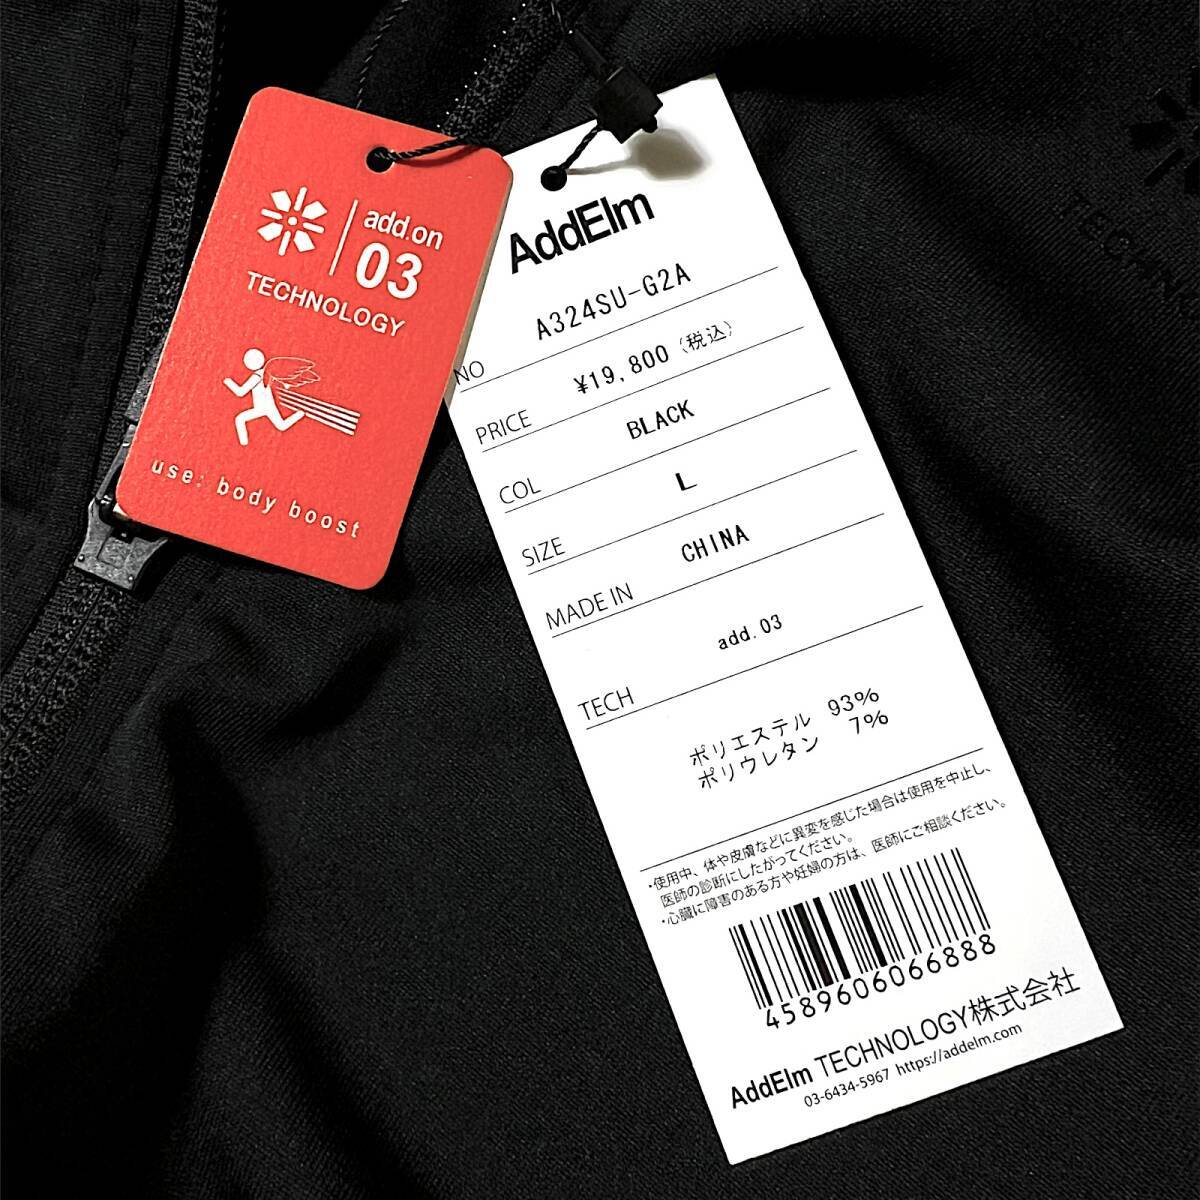 add.on
03
TECHNOLOGY
use: body boost
AddElm
NO A324SU-G2A
PRICE ¥19,800（税込）
COL BLACK
SIZE L
MADE IN CHINA
TECH add.03
ポリエステル 93%
ポリウレタン 7%
・使用中、体や皮膚などに異変を感じた場合は使用を中止し、
医師の診断にしたがってください。
・心臓に障害のある方や妊婦の方は、医師にご相談ください。
4589606066888
AddElm TECHNOLOGY株式会社
03-6434-5967 https://addelm.com